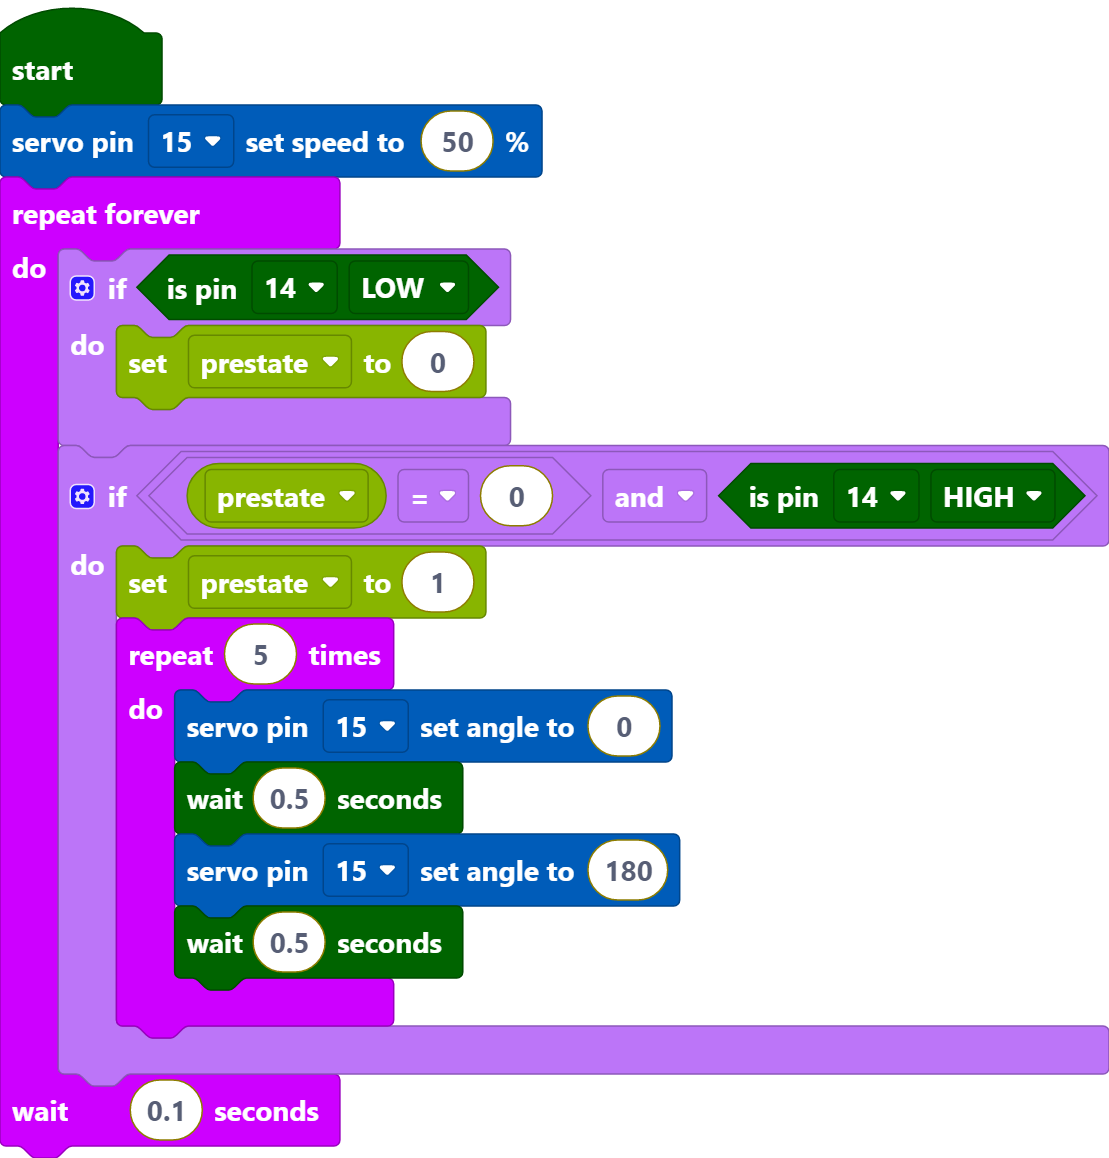 start
servo pin 15 set speed to 50 %
repeat forever
do
if is pin 14 LOW
do
set prestate to 0
if prestate = 0 and is pin 14 HIGH
do
set prestate to 1
repeat 5 times
do
servo pin 15 set angle to 0
wait 0.5 seconds
servo pin 15 set angle to 180
wait 0.5 seconds
wait 0.1 seconds